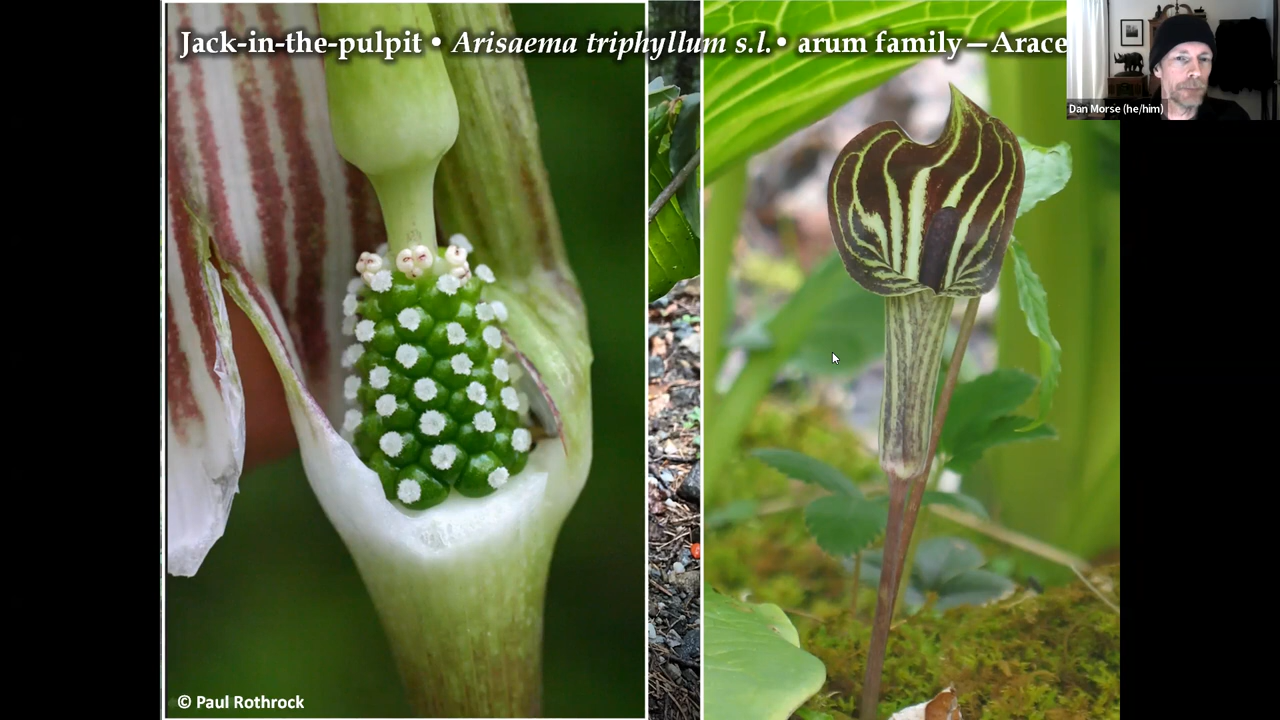 Jack-in-the-pulpit • Arisaema triphyllum s.l. • arum family—Arace
Dan Morse (he/him)
© Paul Rothrock